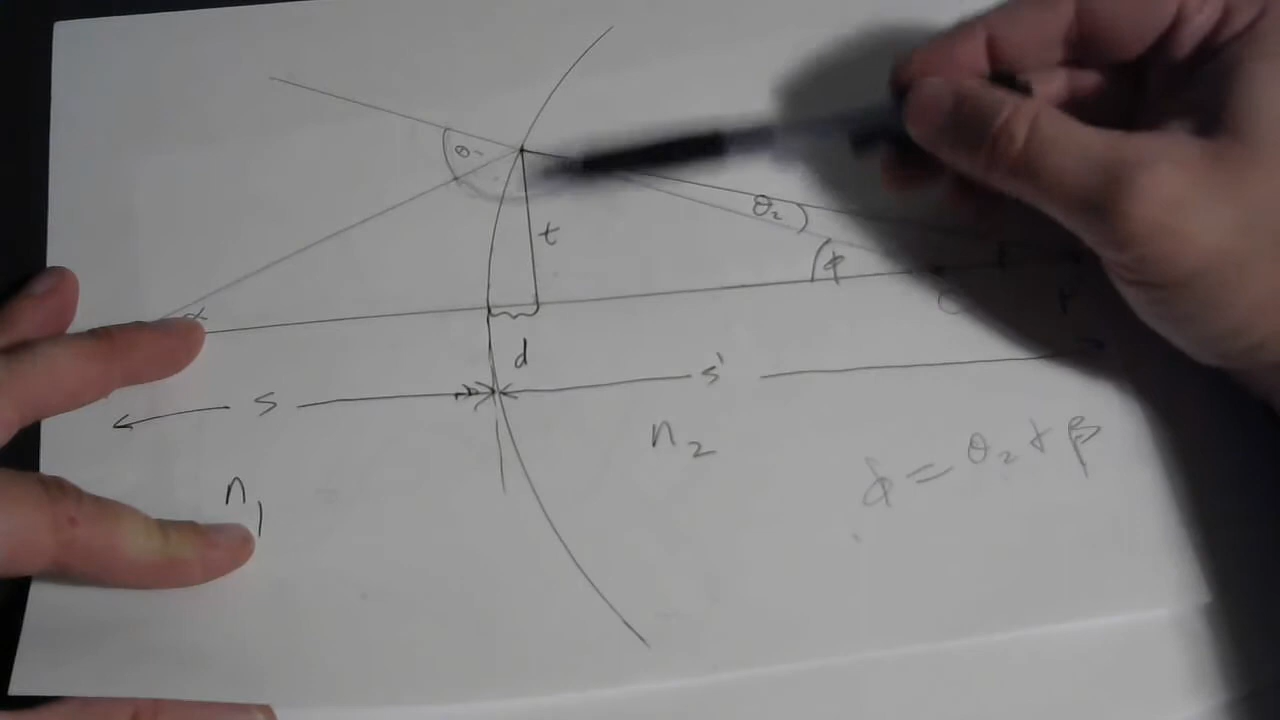 θ₁
t
θ₂
ϕ
α
C
d
s
s'
n₁
n₂
ϕ = θ₂ + β